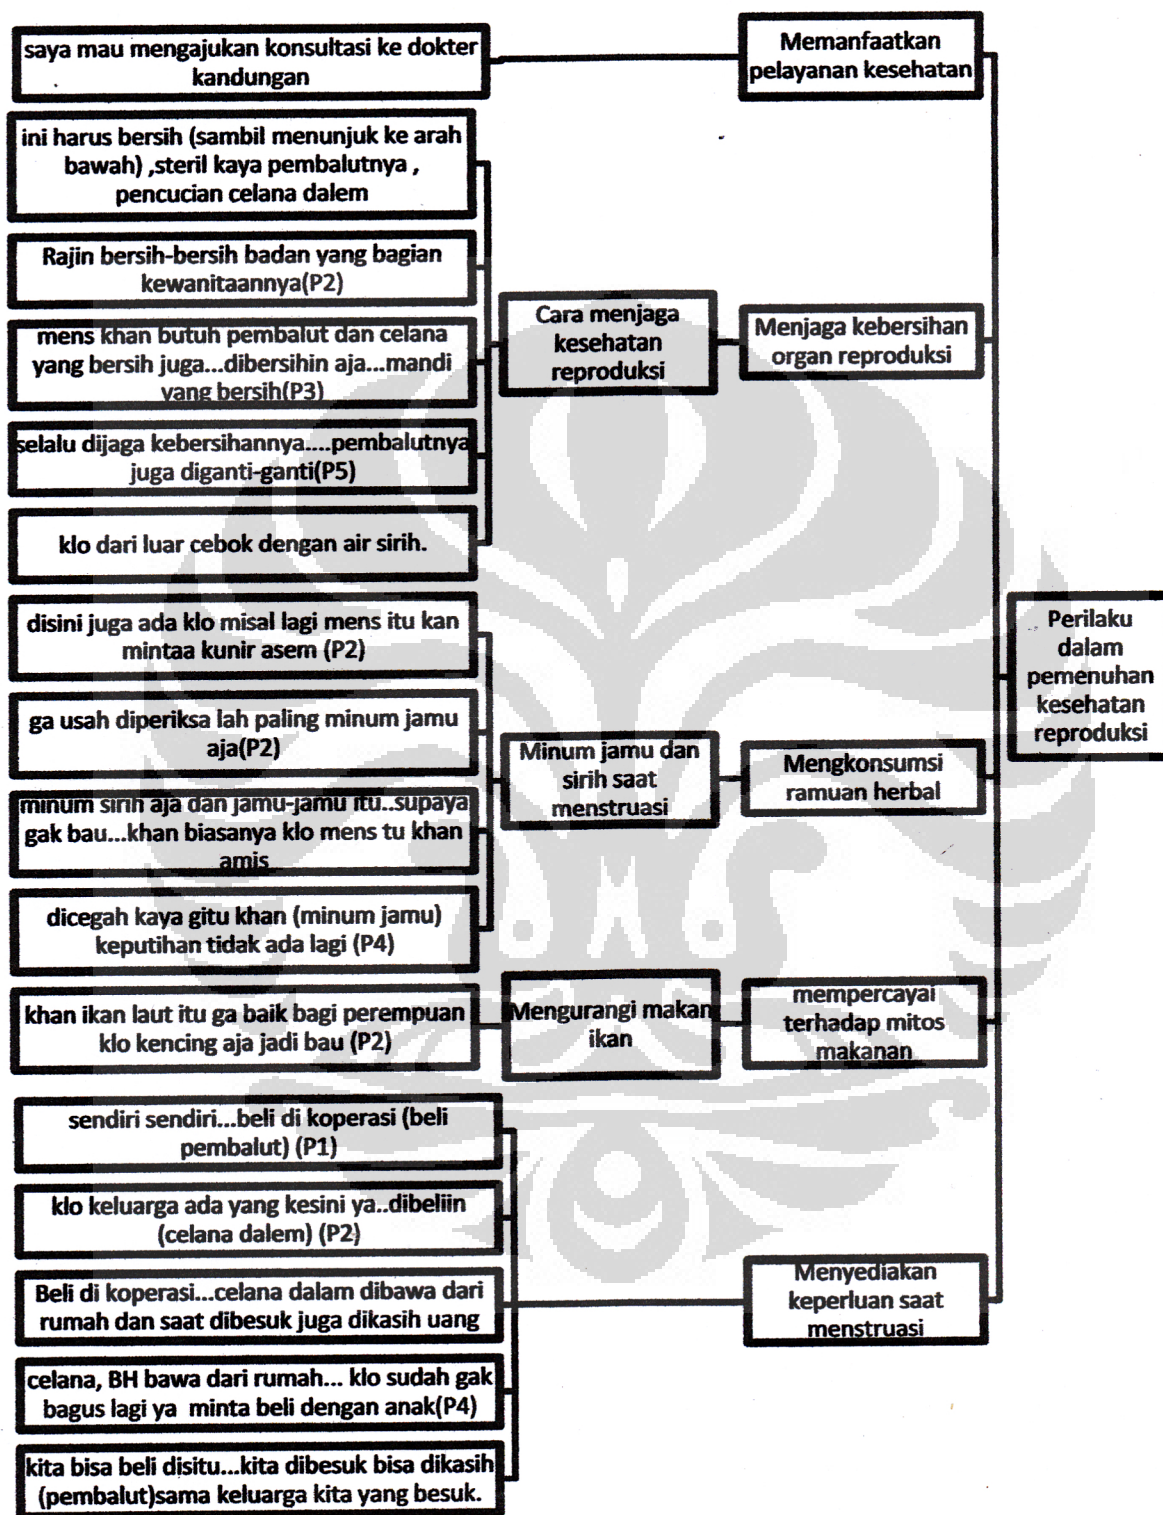 saya mau mengajukan konsultasi ke dokter
kandungan
Memanfaatkan
pelayanan kesehatan
ini harus bersih (sambil menunjuk ke arah
bawah) ,steril kaya pembalutnya ,
pencucian celana dalem
Rajin bersih-bersih badan yang bagian
kewanitaannya(P2)
mens khan butuh pembalut dan celana
yang bersih juga...dibersihin aja...mandi
yang bersih(P3)
selalu dijaga kebersihannya....pembalutnya
juga diganti-ganti(P5)
klo dari luar cebok dengan air sirih.
Cara menjaga
kesehatan
reproduksi
Menjaga kebersihan
organ reproduksi
disini juga ada klo misal lagi mens itu kan
mintaa kunir asem (P2)
ga usah diperiksa lah paling minum jamu
aja(P2)
minum sirih aja dan jamu-jamu itu..supaya
gak bau...khan biasanya klo mens tu khan
amis
dicegah kaya gitu khan (minum jamu)
keputihan tidak ada lagi (P4)
Minum jamu dan
sirih saat
menstruasi
Mengkonsumsi
ramuan herbal
khan ikan laut itu ga baik bagi perempuan
klo kencing aja jadi bau (P2)
Mengurangi makan
ikan
mempercayai
terhadap mitos
makanan
sendiri sendiri...beli di koperasi (beli
pembalut) (P1)
klo keluarga ada yang kesini ya..dibeliin
(celana dalem) (P2)
Beli di koperasi...celana dalam dibawa dari
rumah dan saat dibesuk juga dikasih uang
celana, BH bawa dari rumah... klo sudah gak
bagus lagi ya minta beli dengan anak(P4)
kita bisa beli disitu...kita dibesuk bisa dikasih
(pembalut)sama keluarga kita yang besuk.
Menyediakan
keperluan saat
menstruasi
Perilaku
dalam
pemenuhan
kesehatan
reproduksi